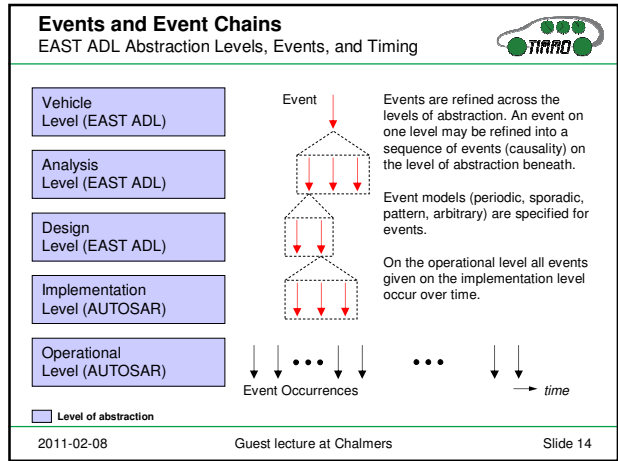 Events and Event Chains
EAST ADL Abstraction Levels, Events, and Timing
TIMMO
Vehicle
Level (EAST ADL)
Analysis
Level (EAST ADL)
Design
Level (EAST ADL)
Implementation
Level (AUTOSAR)
Operational
Level (AUTOSAR)
Level of abstraction
Event
Event Occurrences
time
Events are refined across the
levels of abstraction. An event on
one level may be refined into a
sequence of events (causality) on
the level of abstraction beneath.
Event models (periodic, sporadic,
pattern, arbitrary) are specified for
events.
On the operational level all events
given on the implementation level
occur over time.
2011-02-08
Guest lecture at Chalmers
Slide 14